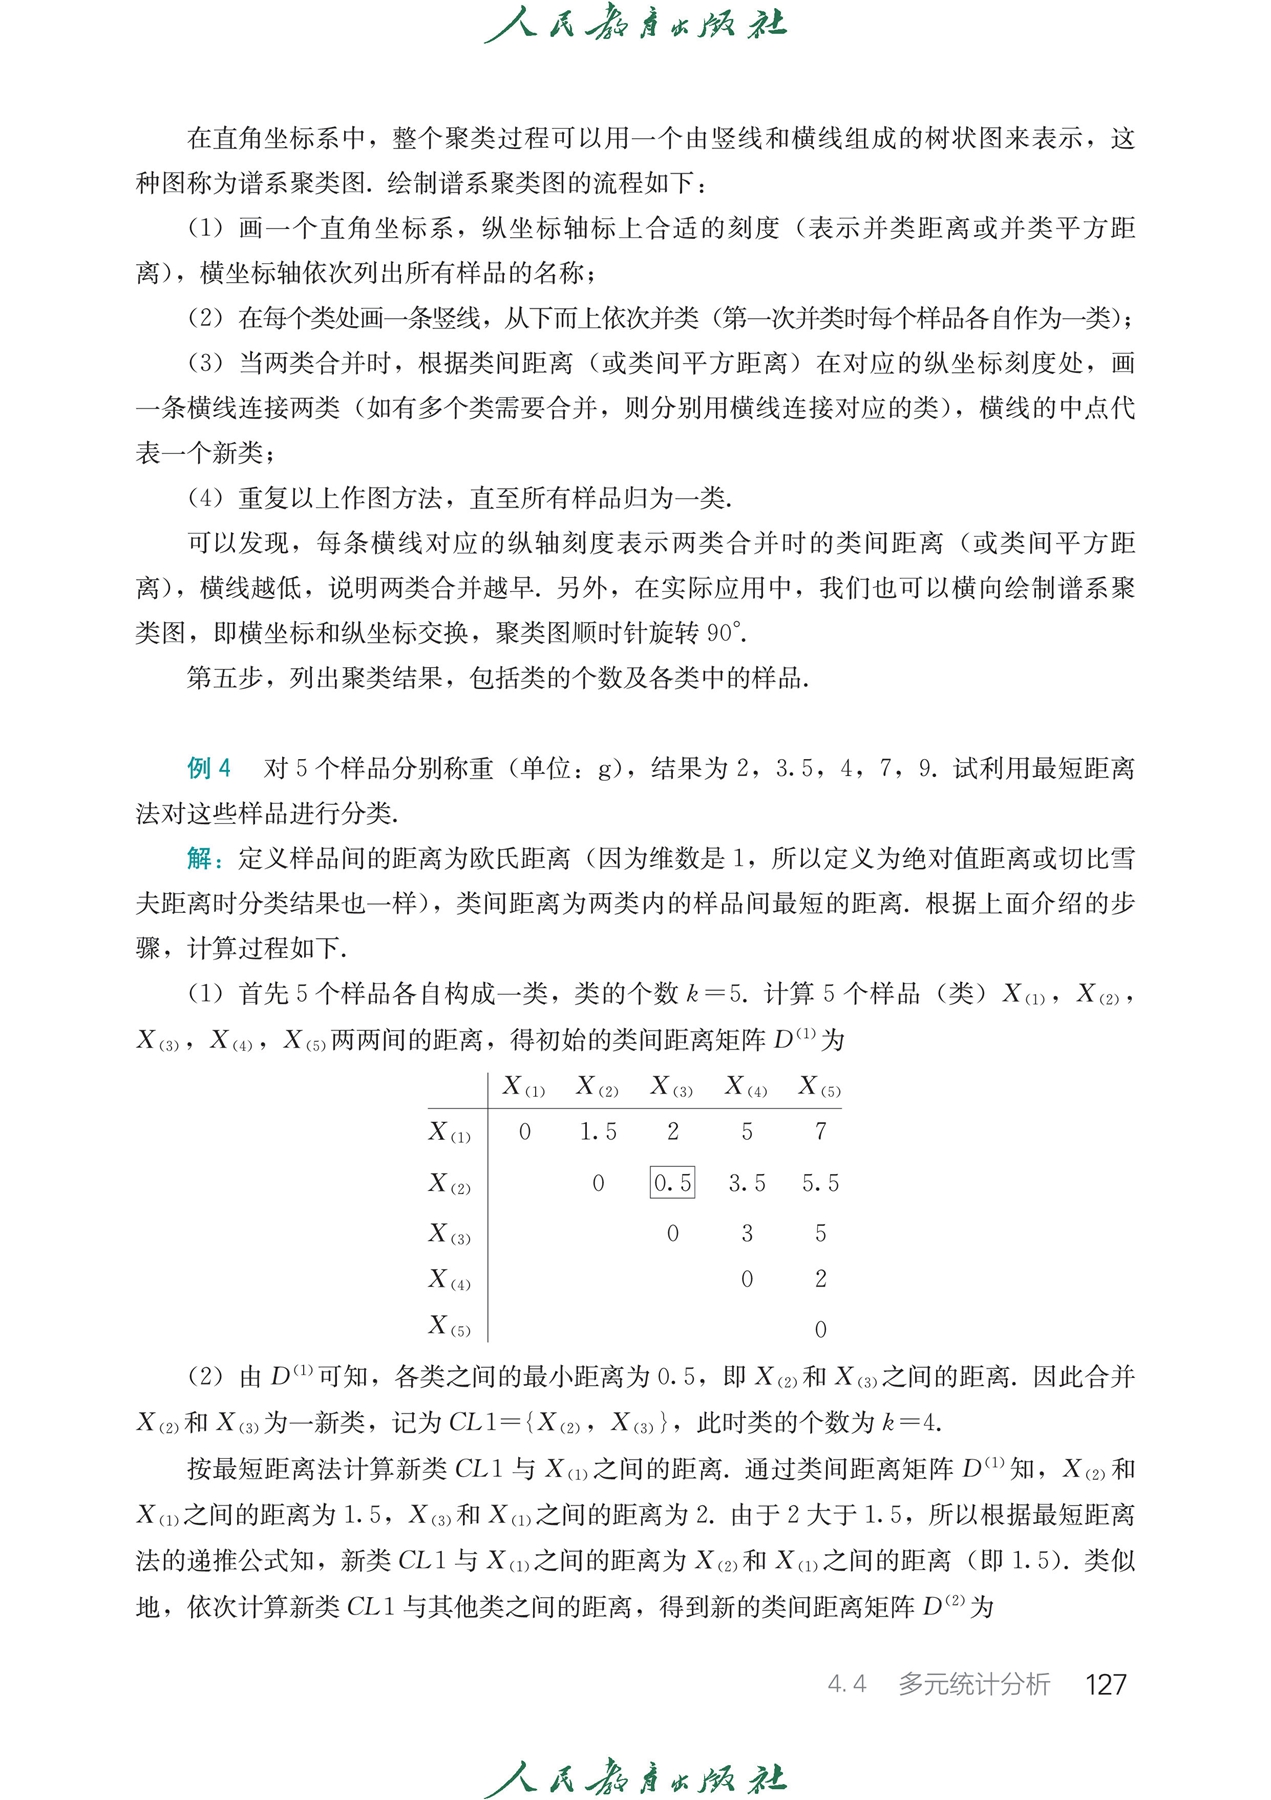 人民教育出版社
在直角坐标系中，整个聚类过程可以用一个由竖线和横线组成的树状图来表示，这
种图称为谱系聚类图. 绘制谱系聚类图的流程如下：
（1）画一个直角坐标系，纵坐标轴标上合适的刻度（表示并类距离或并类平方距
离），横坐标轴依次列出所有样品的名称；
（2）在每个类处画一条竖线，从下而上依次并类（第一次并类时每个样品各自作为一类）；
（3）当两类合并时，根据类间距离（或类间平方距离）在对应的纵坐标刻度处，画
一条横线连接两类（如有多个类需要合并，则分别用横线连接对应的类），横线的中点代
表一个新类；
（4）重复以上作图方法，直至所有样品归为一类.
可以发现，每条横线对应的纵轴刻度表示两类合并时的类间距离（或类间平方距
离），横线越低，说明两类合并越早. 另外，在实际应用中，我们也可以横向绘制谱系聚
类图，即横坐标和纵坐标交换，聚类图顺时针旋转 90°.
第五步，列出聚类结果，包括类的个数及各类中的样品.
例 4 对 5 个样品分别称重（单位：g），结果为 2，3.5，4，7，9. 试利用最短距离
法对这些样品进行分类.
解：定义样品间的距离为欧氏距离（因为维数是 1，所以定义为绝对值距离或切比雪
夫距离时分类结果也一样），类间距离为两类内的样品间最短的距离. 根据上面介绍的步
骤，计算过程如下.
（1）首先 5 个样品各自构成一类，类的个数 k＝5. 计算 5 个样品（类）X₍₁₎，X₍₂₎，
X₍₃₎，X₍₄₎，X₍₅₎两两间的距离，得初始的类间距离矩阵 D⁽¹⁾为
X₍₁₎ X₍₂₎ X₍₃₎ X₍₄₎ X₍₅₎
X₍₁₎ 0 1.5 2 5 7
X₍₂₎ 0 0.5 3.5 5.5
X₍₃₎ 0 3 5
X₍₄₎ 0 2
X₍₅₎ 0
（2）由 D⁽¹⁾可知，各类之间的最小距离为 0.5，即 X₍₂₎和 X₍₃₎之间的距离. 因此合并
X₍₂₎和 X₍₃₎为一新类，记为 CL1＝{X₍₂₎，X₍₃₎}，此时类的个数为 k＝4.
按最短距离法计算新类 CL1 与 X₍₁₎之间的距离. 通过类间距离矩阵 D⁽¹⁾知，X₍₂₎和
X₍₁₎之间的距离为 1.5，X₍₃₎和 X₍₁₎之间的距离为 2. 由于 2 大于 1.5，所以根据最短距离
法的递推公式知，新类 CL1 与 X₍₁₎之间的距离为 X₍₂₎和 X₍₁₎之间的距离（即 1.5）. 类似
地，依次计算新类 CL1 与其他类之间的距离，得到新的类间距离矩阵 D⁽²⁾为
4.4 多元统计分析 127
人民教育出版社